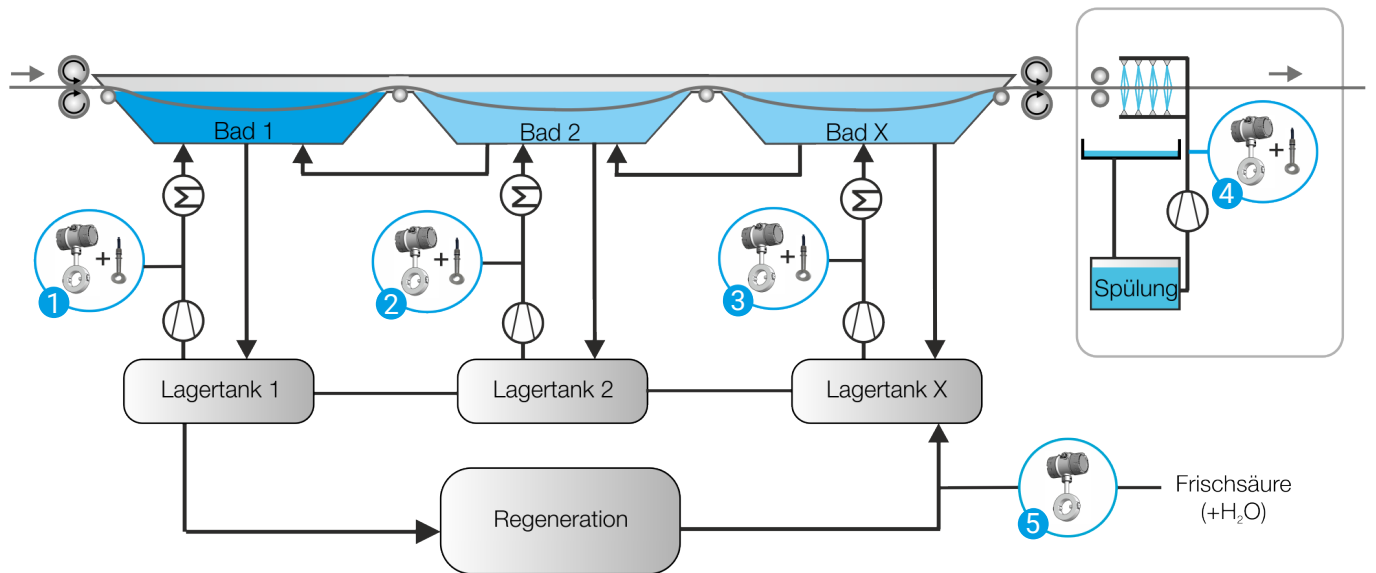 Bad 1
Bad 2
Bad X
1
2
3
4
Spülung
Lagertank 1
Lagertank 2
Lagertank X
Regeneration
5
Frischsäure
(+H₂O)